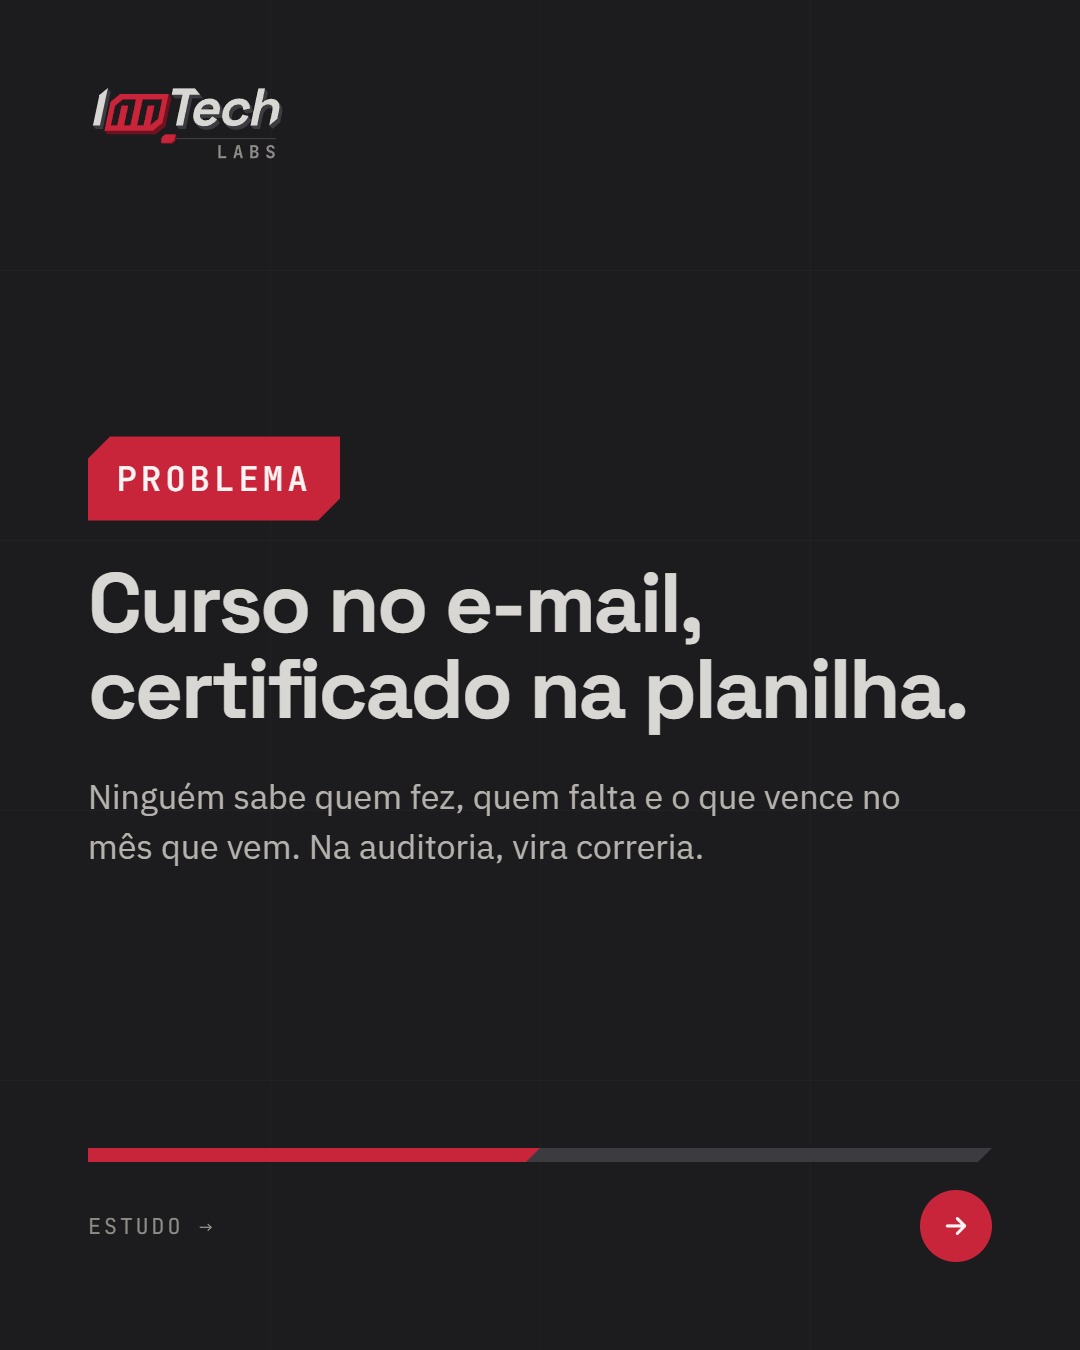 ImTech
LABS
PROBLEMA
Curso no e-mail,
certificado na planilha.
Ninguém sabe quem fez, quem falta e o que vence no
mês que vem. Na auditoria, vira correria.
ESTUDO →